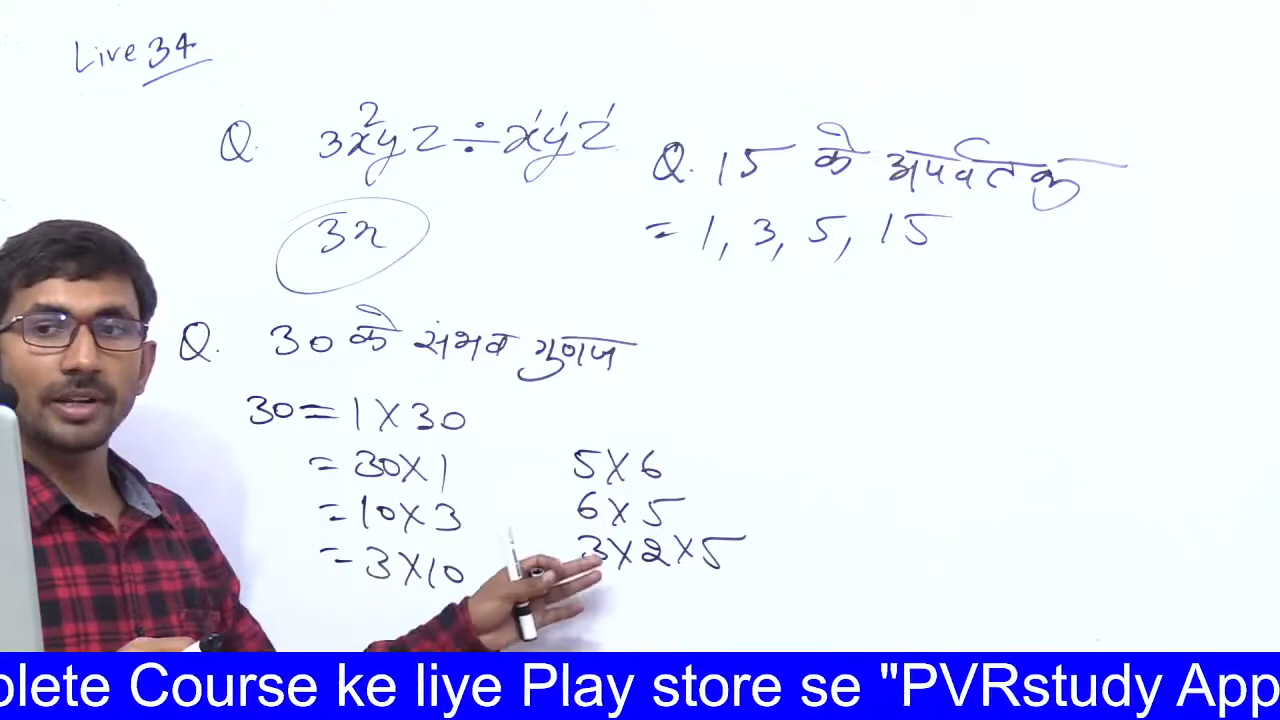 Live 34
Q. 3x²yz ÷ x¹y¹z¹
3x
Q. 15 के अपवर्तक
= 1, 3, 5, 15
Q. 30 के संभव गुणज
30 = 1 X 30
= 30 X 1
= 10 X 3
= 3 X 10
5 X 6
6 X 5
3 X 2 X 5
plete Course ke liye Play store se "PVRstudy App